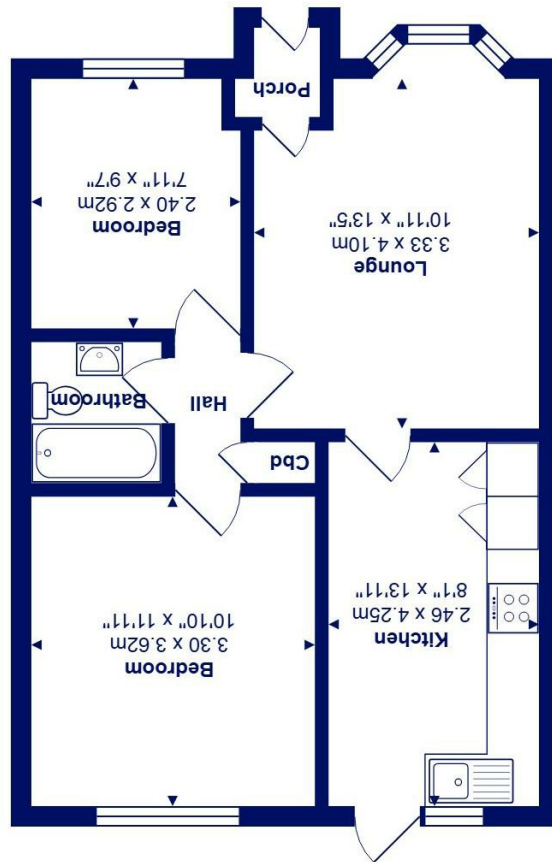 Porch
Bedroom
2.40 x 2.92m
7'11" x 9'7"
Lounge
3.33 x 4.10m
10'11" x 13'5"
Bathroom
Hall
Cbd
Kitchen
2.46 x 4.25m
8'1" x 13'11"
Bedroom
3.30 x 3.62m
10'10" x 11'11"